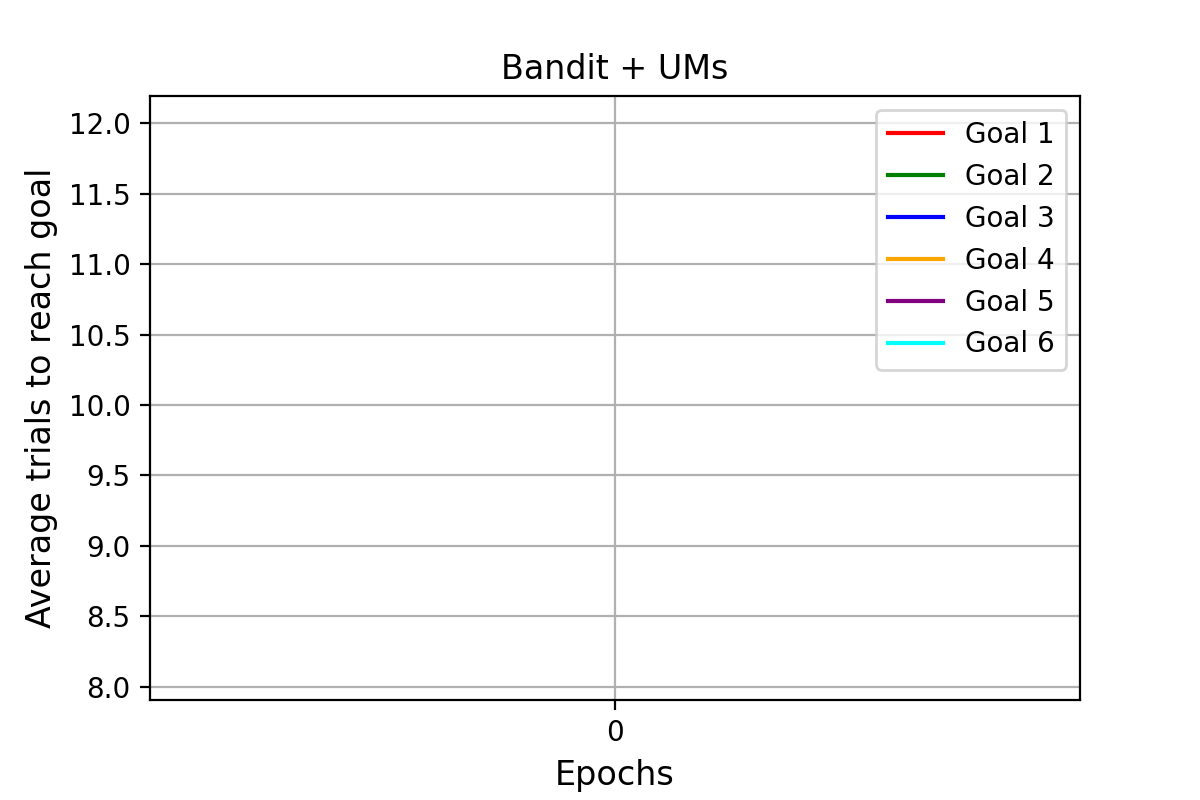 Bandit + UMs
Average trials to reach goal
12.0
11.5
11.0
10.5
10.0
9.5
9.0
8.5
8.0
Goal 1
Goal 2
Goal 3
Goal 4
Goal 5
Goal 6
0
Epochs